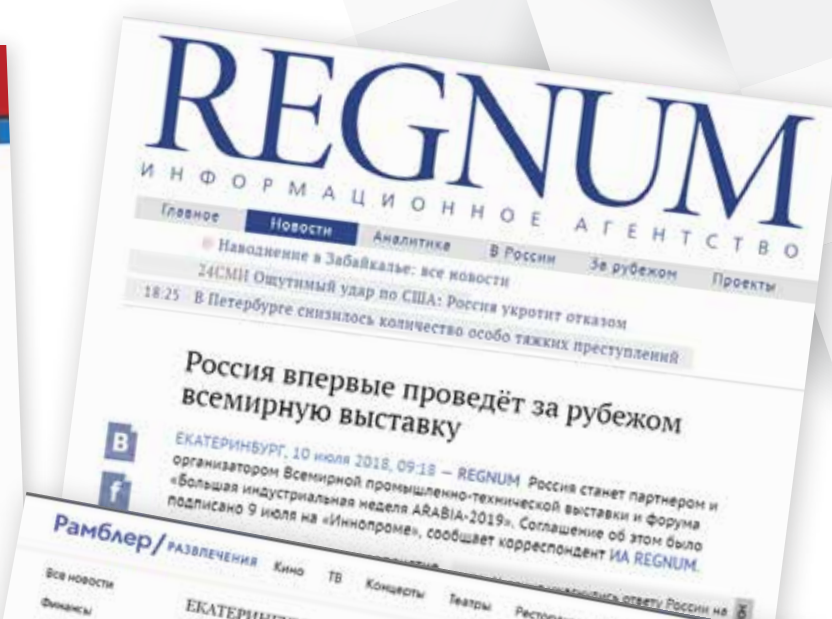 REGNUM
ИНФОРМАЦИОННОЕ АГЕНТСТВО
Главное Новости Аналитика В России За рубежом Проекты
Наводнение в Забайкалье: все новости
24СМИ Ощутимый удар по США: Россия укротит отказом
18:25 В Петербурге снизилось количество особо тяжких преступлений
Россия впервые проведёт за рубежом
всемирную выставку
ЕКАТЕРИНБУРГ, 10 июля 2018, 09:18 — REGNUM Россия станет партнером и
организатором Всемирной промышленно-технической выставки и форума
«Большая индустриальная неделя ARABIA-2019». Соглашение об этом было
подписано 9 июля на «Иннопроме», сообщает корреспондент ИА REGNUM.
В
f
ответу России на
Рамблер/РАЗВЛЕЧЕНИЯ Кино ТВ Концерты Театры
Все новости
Финансы